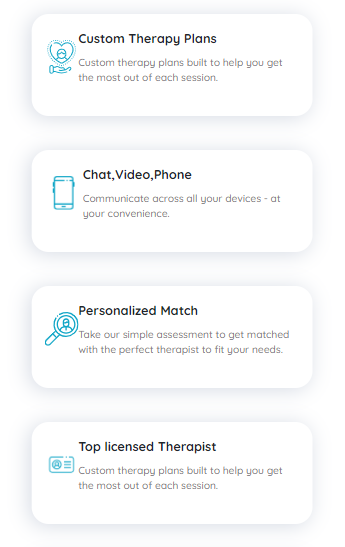 Custom Therapy Plans
Custom therapy plans built to help you get
the most out of each session.
Chat,Video,Phone
Communicate across all your devices - at
your convenience.
Personalized Match
Take our simple assessment to get matched
with the perfect therapist to fit your needs.
Top licensed Therapist
Custom therapy plans built to help you get
the most out of each session.